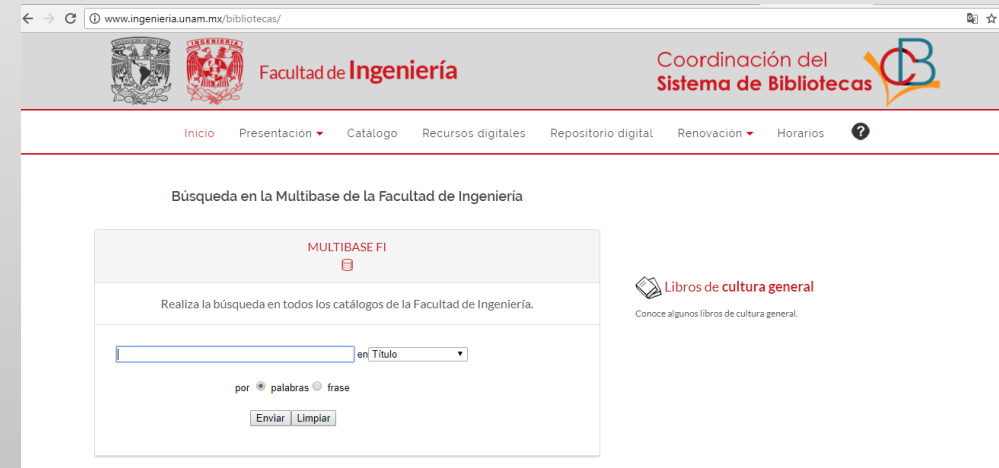 www.ingenieria.unam.mx/bibliotecas/
INGENIERIA
Facultad de Ingeniería
Coordinación del
Sistema de Bibliotecas
CB
Inicio Presentación Catálogo Recursos digitales Repositorio digital Renovación Horarios ?
Búsqueda en la Multibase de la Facultad de Ingeniería
MULTIBASE FI
Realiza la búsqueda en todos los catálogos de la Facultad de Ingeniería.
en Título
por palabras frase
Enviar Limpiar
Libros de cultura general
Conoce algunos libros de cultura general.